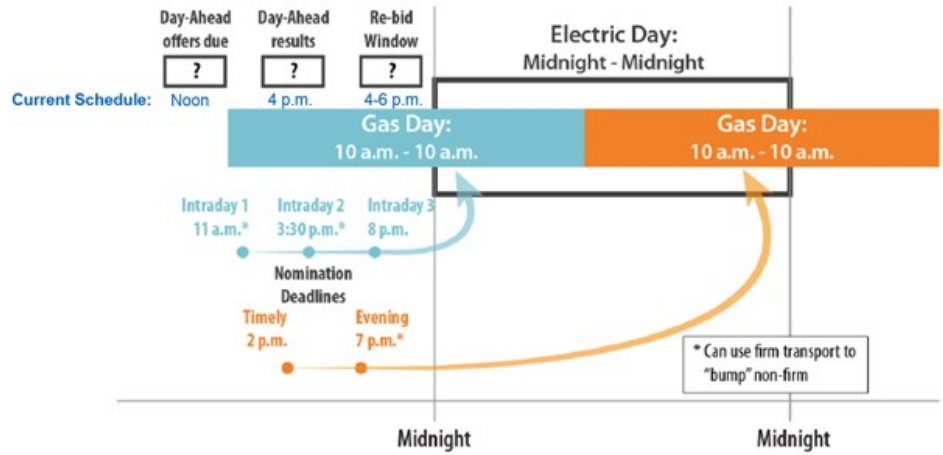 Day-Ahead
offers due
?
Day-Ahead
results
?
Re-bid
Window
?
Electric Day:
Midnight - Midnight
Current Schedule:
Noon
4 p.m.
4-6 p.m.
Gas Day:
10 a.m. - 10 a.m.
Gas Day:
10 a.m. - 10 a.m.
Intraday 1
11 a.m.*
Intraday 2
3:30 p.m.*
Intraday 3
8 p.m.
Nomination
Deadlines
Timely
2 p.m.
Evening
7 p.m.*
* Can use firm transport to
“bump” non-firm
Midnight
Midnight